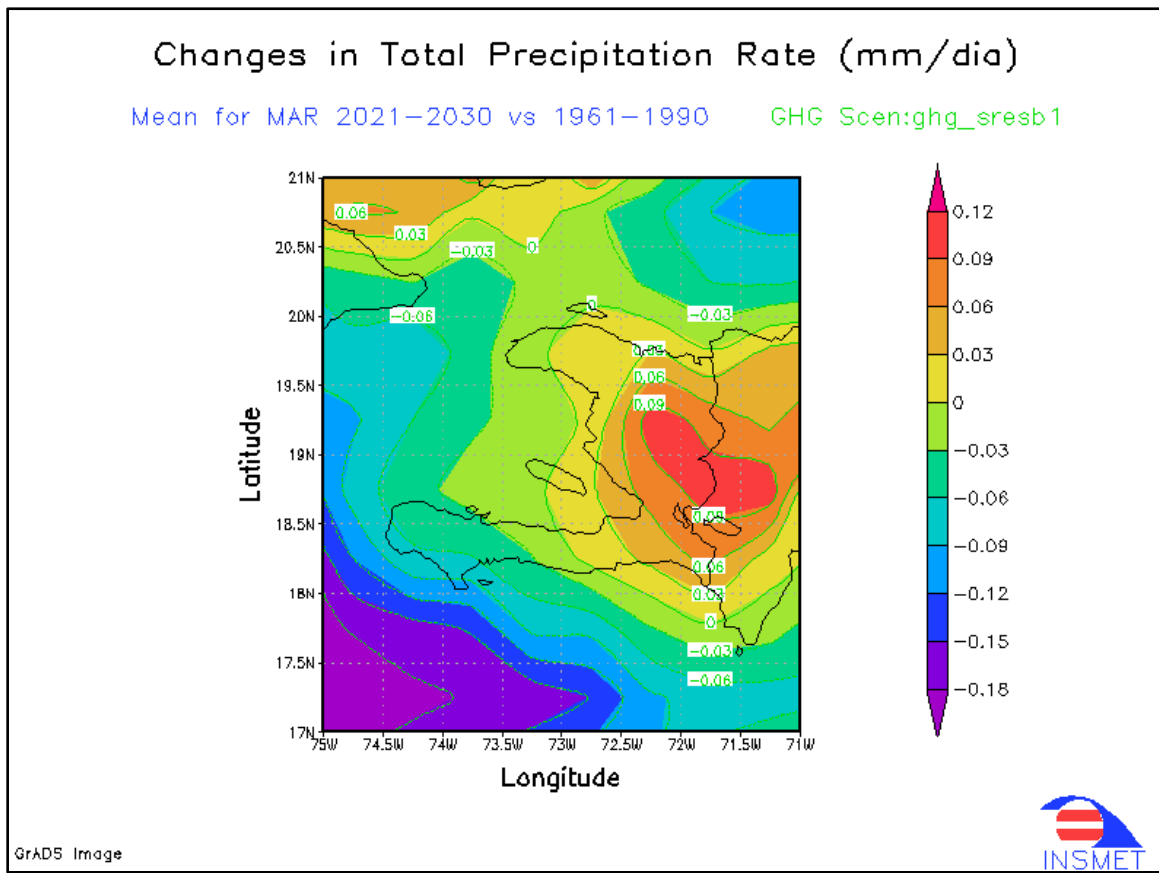 Changes in Total Precipitation Rate (mm/dia)
Mean for MAR 2021-2030 vs 1961-1990 GHG Scen:ghg_sresb1
21N
20.5N
20N
19.5N
19N
18.5N
18N
17.5N
17N
Latitude
0.06
0.03
-0.03
0
0
-0.06
-0.03
0.03
0.06
0.09
0.09
0.06
0.03
0
-0.03
-0.06
75W 74.5W 74W 73.5W 73W 72.5W 72W 71.5W 71W
Longitude
0.12
0.09
0.06
0.03
0
-0.03
-0.06
-0.09
-0.12
-0.15
-0.18
GrADS Image
INSMET